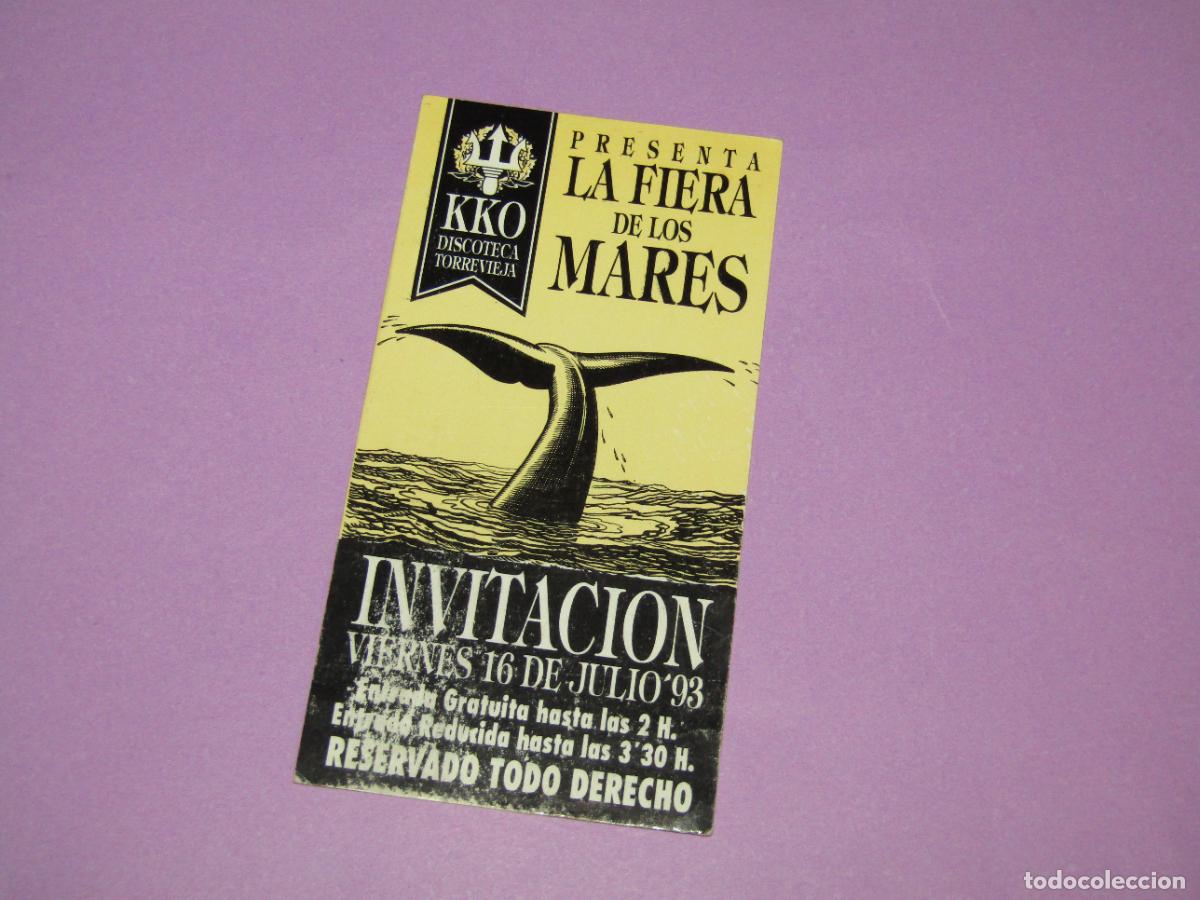 KKO
DISCOTECA
TORREVIEJA
PRESENTA
LA FIERA
DE LOS
MARES
INVITACION
VIERNES 16 DE JULIO '93
Entrada Gratuita hasta las 2 H.
Entrada Reducida hasta las 3'30 H.
RESERVADO TODO DERECHO
todocoleccion